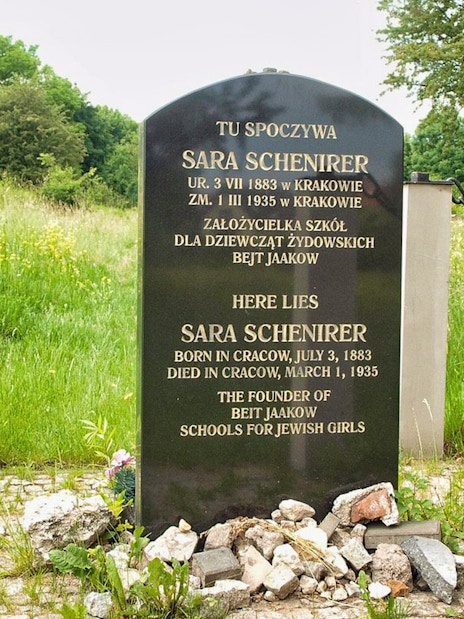 TU SPOCZYWA
SARA SCHENIRER
UR. 3 VII 1883 w KRAKOWIE
ZM. 1 III 1935 w KRAKOWIE
ZAŁOŻYCIELKA SZKÓŁ
DLA DZIEWCZĄT ŻYDOWSKICH
BEJT JAAKOW
HERE LIES
SARA SCHENIRER
BORN IN CRACOW, JULY 3, 1883
DIED IN CRACOW, MARCH 1, 1935
THE FOUNDER OF
BEIT JAAKOW
SCHOOLS FOR JEWISH GIRLS